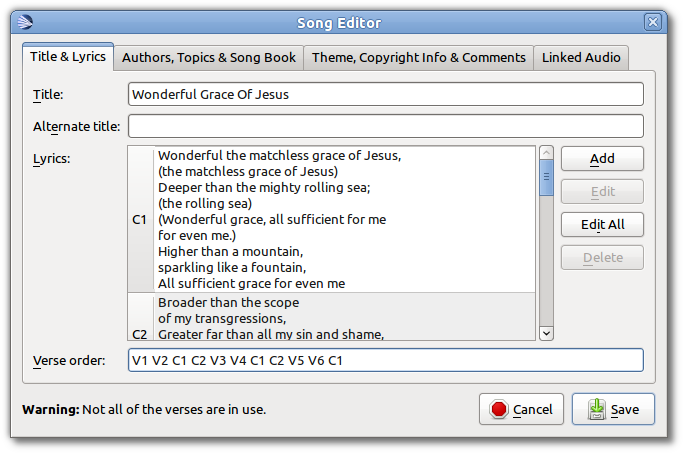 Song Editor
Title & Lyrics
Authors, Topics & Song Book
Theme, Copyright Info & Comments
Linked Audio
Title:
Wonderful Grace Of Jesus
Alternate title:
Lyrics:
C1
Wonderful the matchless grace of Jesus,
(the matchless grace of Jesus)
Deeper than the mighty rolling sea;
(the rolling sea)
(Wonderful grace, all sufficient for me
for even me.)
Higher than a mountain,
sparkling like a fountain,
All sufficient grace for even me
C2
Broader than the scope
of my transgressions,
Greater far than all my sin and shame,
Add
Edit
Edit All
Delete
Verse order:
V1 V2 C1 C2 V3 V4 C1 C2 V5 V6 C1
Warning: Not all of the verses are in use.
Cancel
Save